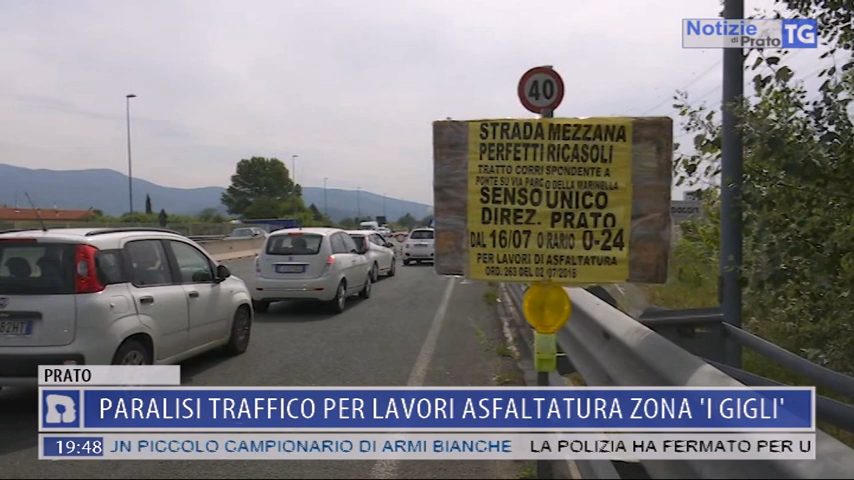 Notizie
di Prato
TG
40
STRADA MEZZANA
PERFETTI RICASOLI
TRATTO CORRISPONDENTE A
PONTE SU VIA PARCO DELLA MARINELLA
SENSO UNICO
DIREZ. PRATO
DAL 16/07 ORARIO 0-24
PER LAVORI DI ASFALTATURA
ORD. 263 DEL 02/07/2018
PRATO
PARALISI TRAFFICO PER LAVORI ASFALTATURA ZONA 'I GIGLI'
19:48 UN PICCOLO CAMPIONARIO DI ARMI BIANCHE LA POLIZIA HA FERMATO PER U